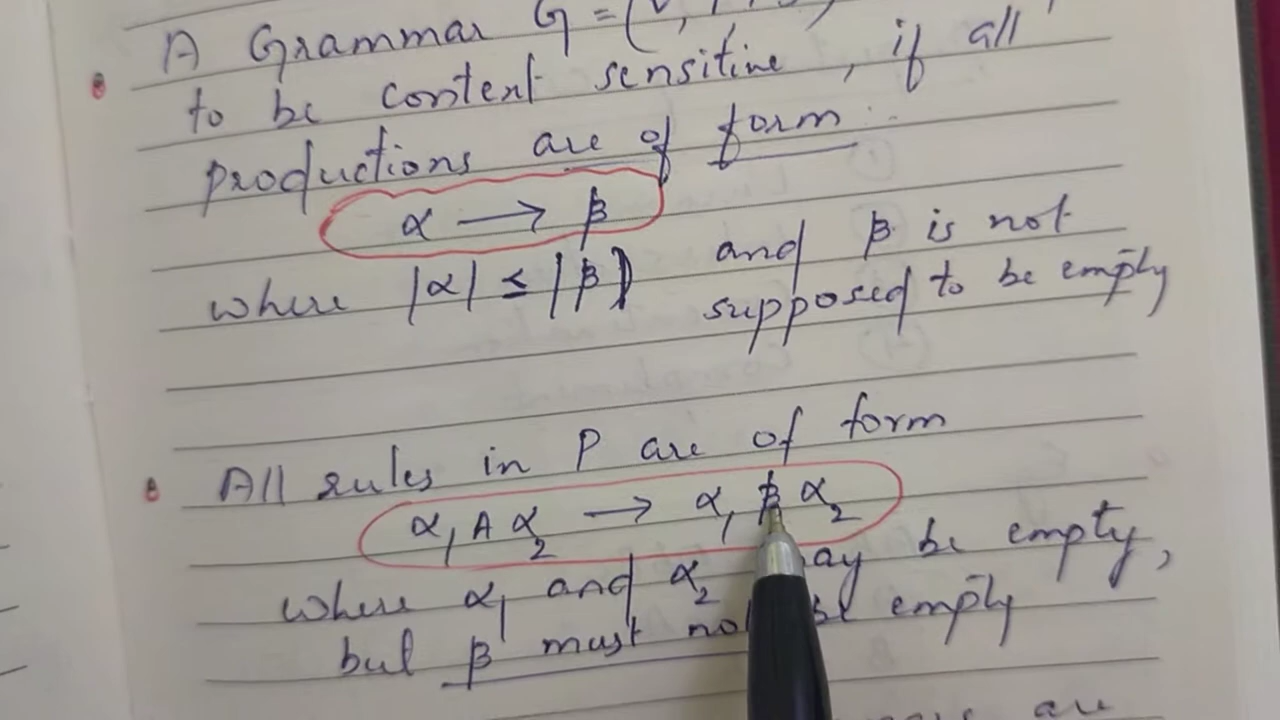 A Grammar G = (V,
to be context sensitive, if all
productions are of form
α → β
where |α| ≤ |β| and β is not
supposed to be empty
All rules in P are of form
α₁ A α₂ → α₁ β α₂
where α₁ and α₂ may be empty,
but β must not be empty
are